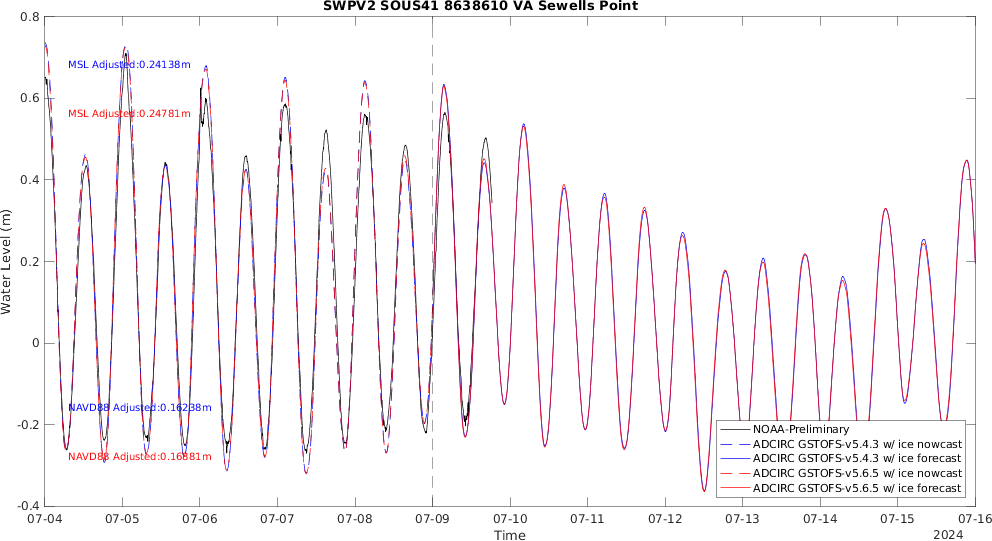 SWPV2 SOUS41 8638610 VA Sewells Point
0.8
0.6
0.4
0.2
0
-0.2
-0.4
Water Level (m)
MSL Adjusted:0.24138m
MSL Adjusted:0.24781m
NAVD88 Adjusted:0.16238m
NAVD88 Adjusted:0.16881m
NOAA-Preliminary
ADCIRC GSTOFS-v5.4.3 w/ ice nowcast
ADCIRC GSTOFS-v5.4.3 w/ ice forecast
ADCIRC GSTOFS-v5.6.5 w/ ice nowcast
ADCIRC GSTOFS-v5.6.5 w/ ice forecast
07-04 07-05 07-06 07-07 07-08 07-09 07-10 07-11 07-12 07-13 07-14 07-15 07-16
Time
2024